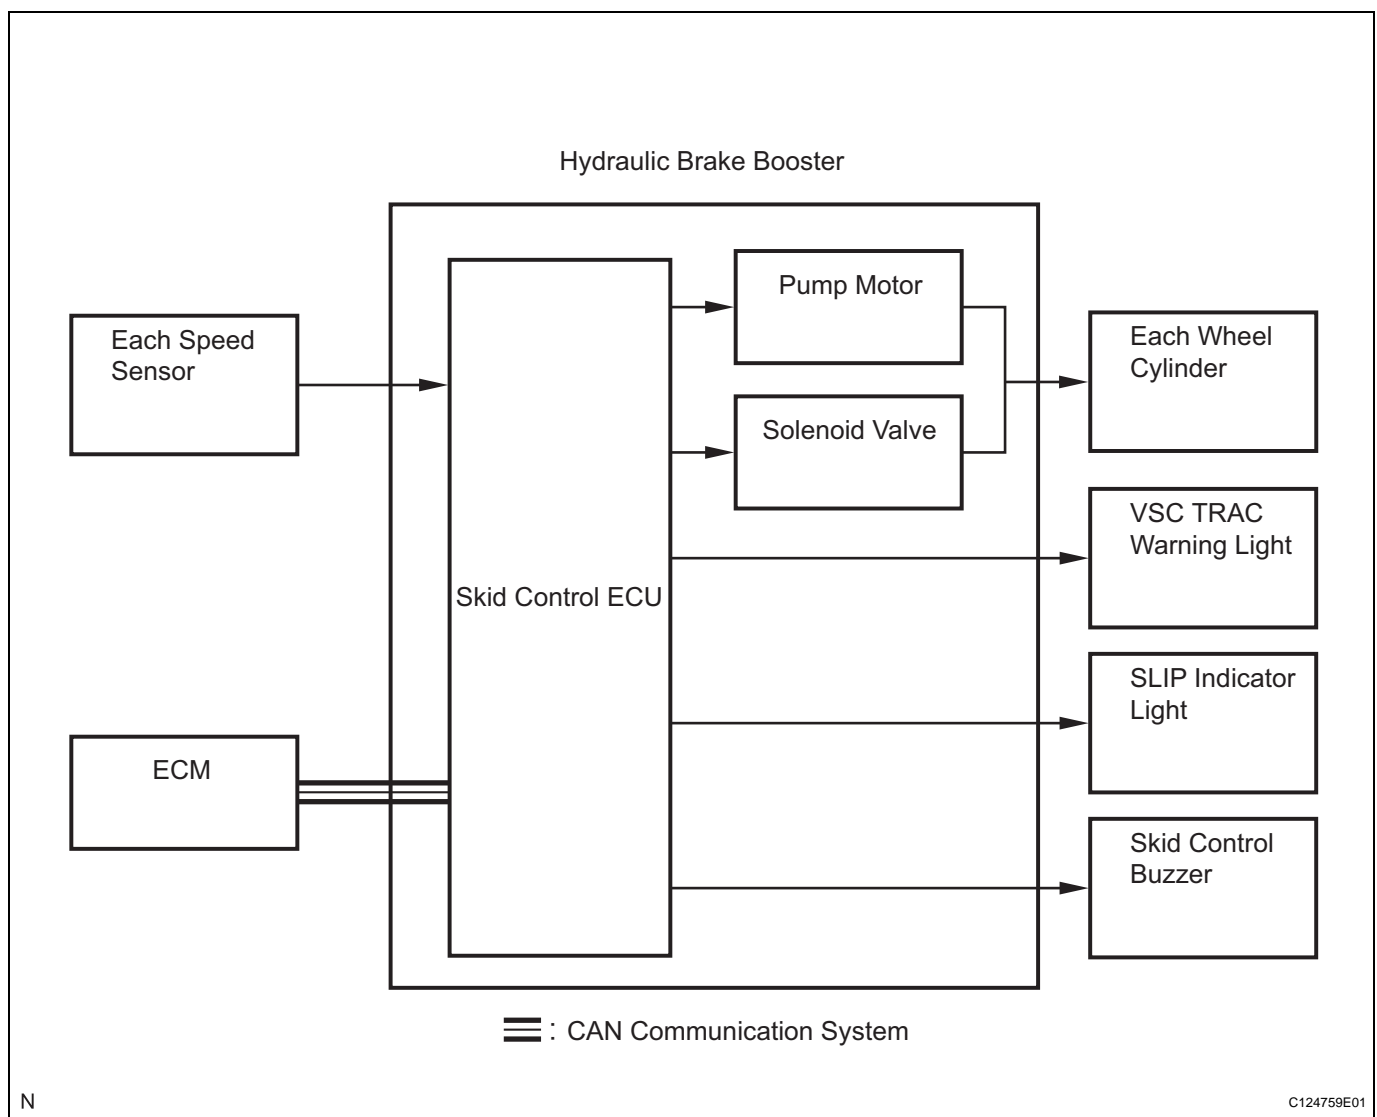 Hydraulic Brake Booster
Each Speed
Sensor
ECM
Skid Control ECU
Pump Motor
Solenoid Valve
Each Wheel
Cylinder
VSC TRAC
Warning Light
SLIP Indicator
Light
Skid Control
Buzzer
: CAN Communication System
N
C124759E01